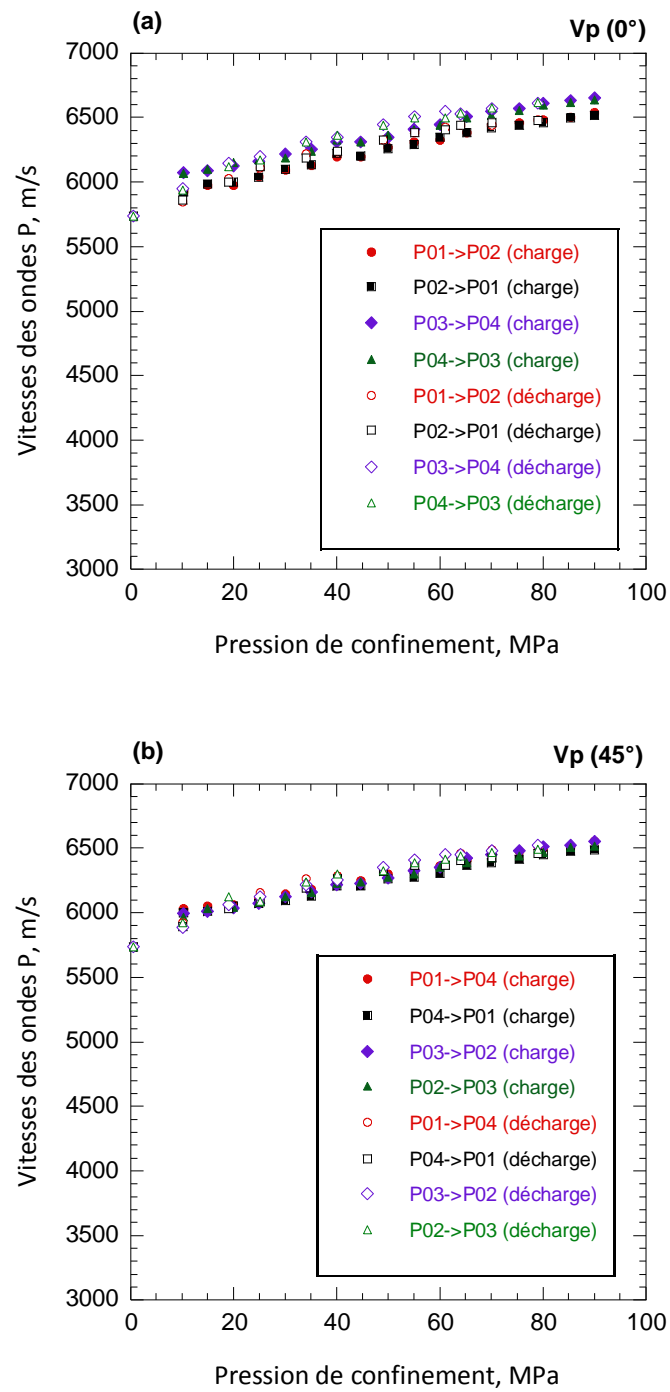 (a)
Vp (0°)
7000
6500
6000
5500
5000
4500
4000
3500
3000
Vitesses des ondes P, m/s
P01->P02 (charge)
P02->P01 (charge)
P03->P04 (charge)
P04->P03 (charge)
P01->P02 (décharge)
P02->P01 (décharge)
P03->P04 (décharge)
P04->P03 (décharge)
0 20 40 60 80 100
Pression de confinement, MPa
(b)
Vp (45°)
7000
6500
6000
5500
5000
4500
4000
3500
3000
Vitesses des ondes P, m/s
P01->P04 (charge)
P04->P01 (charge)
P03->P02 (charge)
P02->P03 (charge)
P01->P04 (décharge)
P04->P01 (décharge)
P03->P02 (décharge)
P02->P03 (décharge)
0 20 40 60 80 100
Pression de confinement, MPa